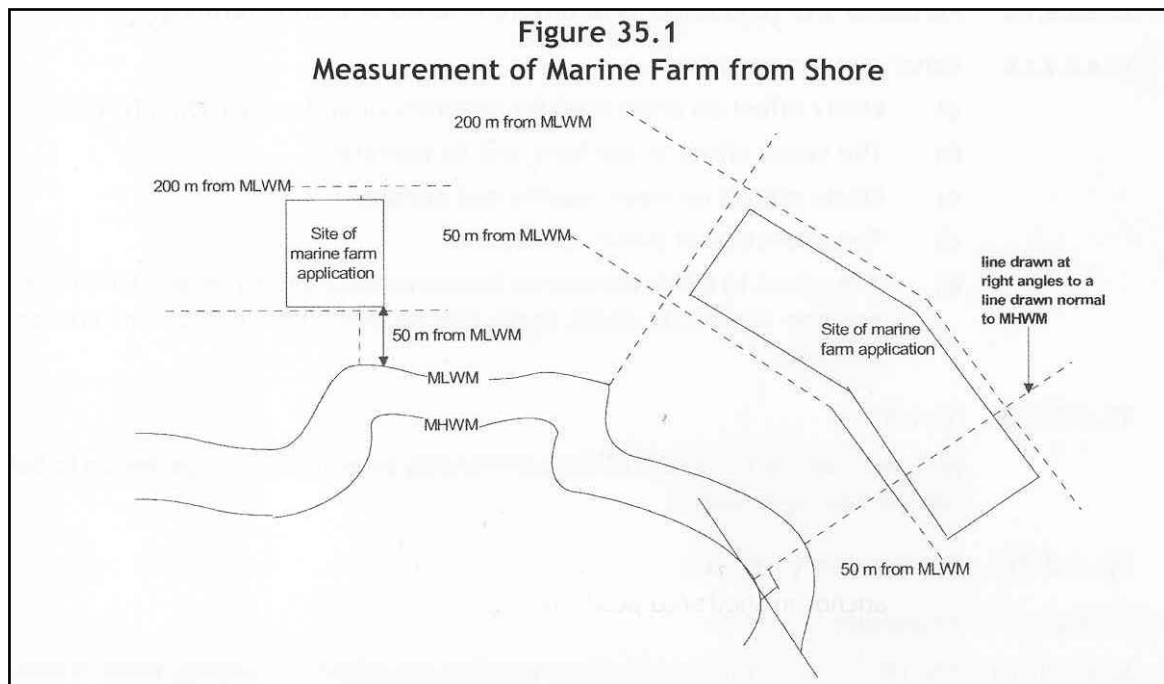 Figure 35.1
Measurement of Marine Farm from Shore
200 m from MLWM
200 m from MLWM
50 m from MLWM
Site of
marine farm
application
line drawn at
right angles to a
line drawn normal
to MHWM
Site of marine
farm application
50 m from MLWM
MLWM
MHWM
50 m from MLWM